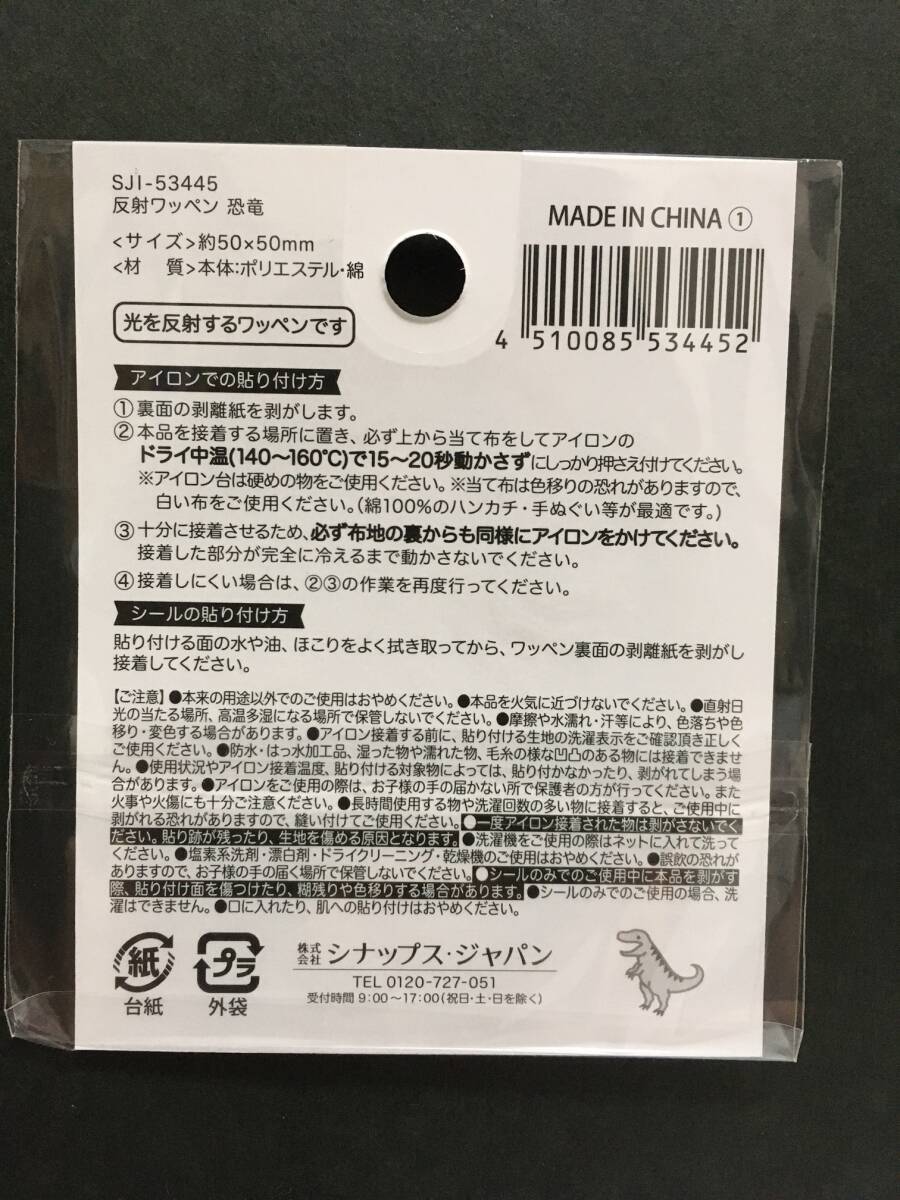 SJI-53445
反射ワッペン 恐竜
<サイズ>約50×50mm
<材　質>本体:ポリエステル・綿
光を反射するワッペンです
MADE IN CHINA ①
4 510085 534452
アイロンでの貼り付け方
①裏面の剥離紙を剥がします。
②本品を接着する場所に置き、必ず上から当て布をしてアイロンの
ドライ中温(140〜160℃)で15〜20秒動かさずにしっかり押さえ付けてください。
※アイロン台は硬めの物をご使用ください。※当て布は色移りの恐れがありますので、
白い布をご使用ください。(綿100%のハンカチ・手ぬぐい等が最適です。)
③十分に接着させるため、必ず布地の裏からも同様にアイロンをかけてください。
接着した部分が完全に冷えるまで動かさないでください。
④接着しにくい場合は、②③の作業を再度行ってください。
シールの貼り付け方
貼り付ける面の水や油、ほこりをよく拭き取ってから、ワッペン裏面の剥離紙を剥がし
接着してください。
【ご注意】●本来の用途以外でのご使用はおやめください。●本品を火気に近づけないでください。●直射日
光の当たる場所、高温多湿になる場所で保管しないでください。●摩擦や水濡れ・汗等により、色落ちや色
移り・変色する場合があります。●アイロン接着する前に、貼り付ける生地の洗濯表示をご確認頂き正しく
ご使用ください。●防水・はっ水加工品、湿った物や濡れた物、毛糸の様な凹凸のある物には接着できませ
ん。●使用状況やアイロン接着温度、貼り付ける対象物によっては、貼り付かなかったり、剥がれてしまう場
合があります。●アイロンをご使用の際は、お子様の手の届かない所で保護者の方が行ってください。また
火事や火傷にも十分ご注意ください。●長時間使用する物や洗濯回数の多い物に接着すると、ご使用中に
剥がれる恐れがありますので、縫い付けてご使用ください。●一度アイロン接着された物は剥がさないでく
ださい。貼り跡が残ったり、生地を傷める原因となります。●洗濯機をご使用の際はネットに入れて洗って
ください。●塩素系洗剤・漂白剤・ドライクリーニング・乾燥機のご使用はおやめください。●誤飲の恐れが
ありますので、お子様の手の届く場所で保管しないでください。●シールのみでのご使用中に本品を剥がす
際、貼り付け面を傷つけたり、糊残りや色移りする場合があります。●シールのみでのご使用の場合、洗
濯はできません。●口に入れたり、肌への貼り付けはおやめください。
紙
台紙
プラ
外袋
株式会社 シナップス・ジャパン
TEL 0120-727-051
受付時間 9:00〜17:00(祝日・土・日を除く)